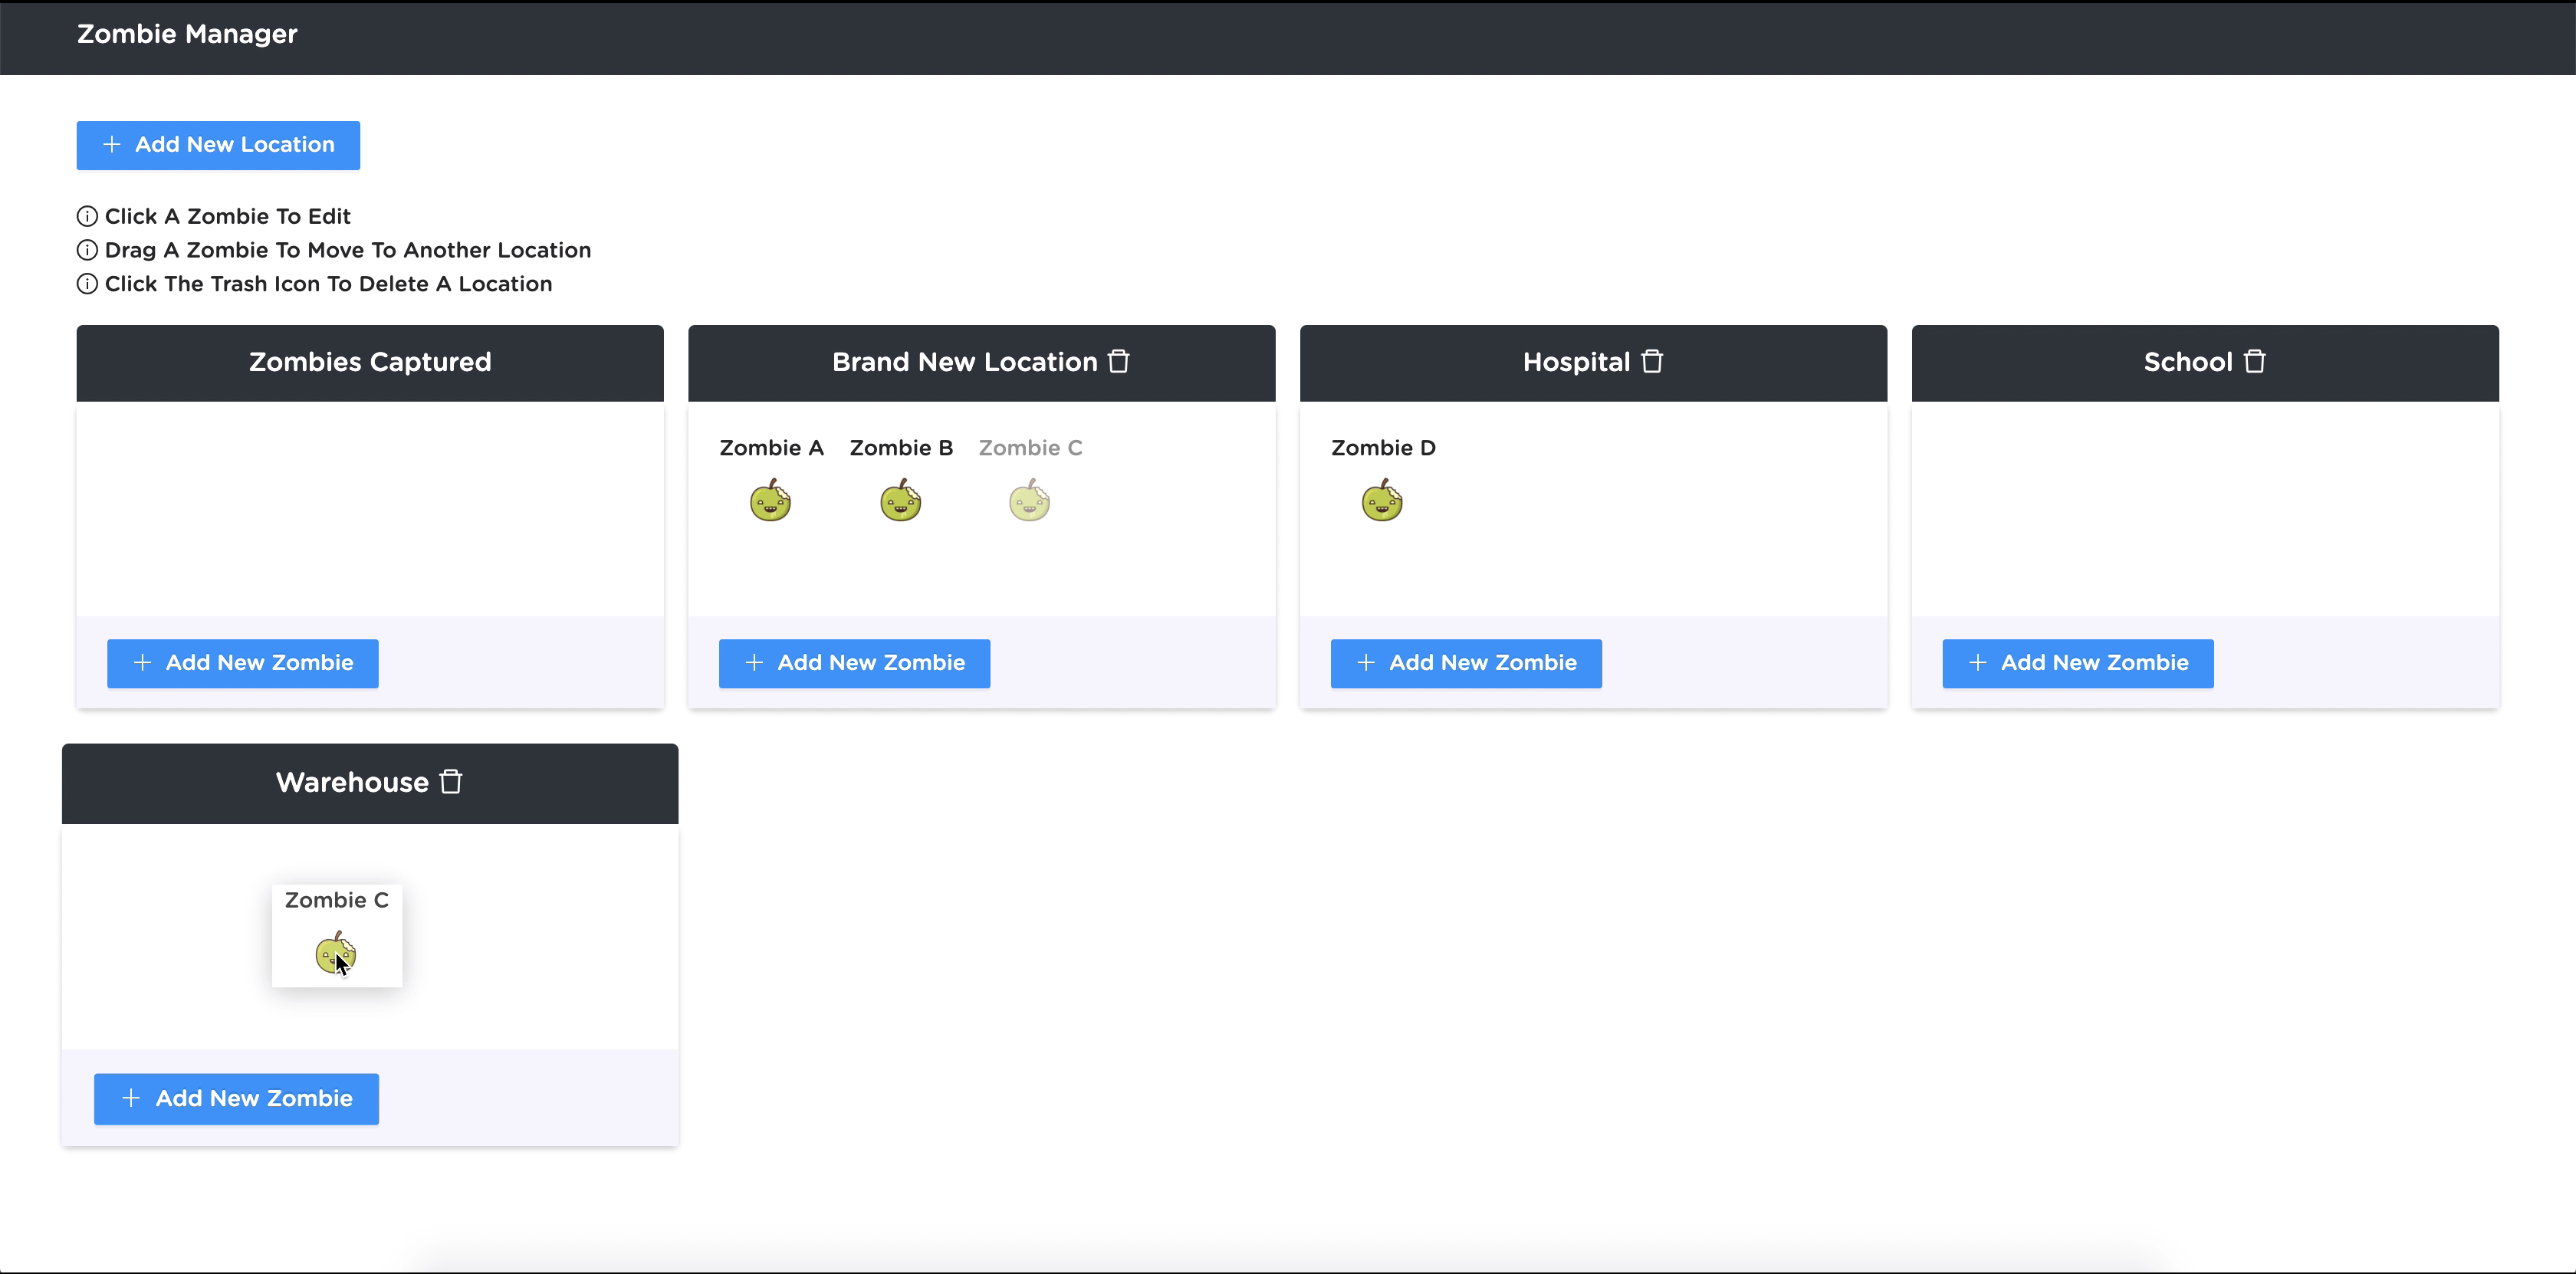 Zombie Manager
Add New Location
Click A Zombie To Edit
Drag A Zombie To Move To Another Location
Click The Trash Icon To Delete A Location
Zombies Captured
Add New Zombie
Brand New Location
Zombie A Zombie B Zombie C
Add New Zombie
Hospital
Zombie D
Add New Zombie
School
Add New Zombie
Warehouse
Zombie C
Add New Zombie